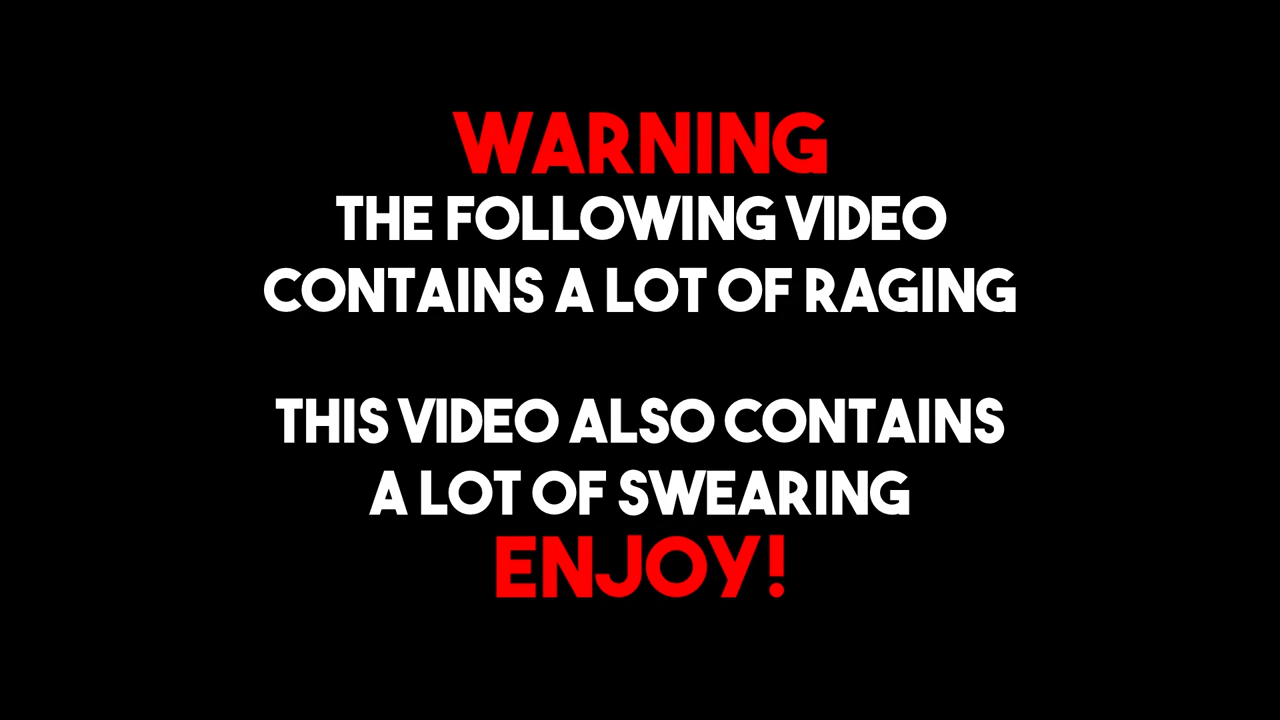 WARNING
THE FOLLOWING VIDEO
CONTAINS A LOT OF RAGING
THIS VIDEO ALSO CONTAINS
A LOT OF SWEARING
ENJOY!